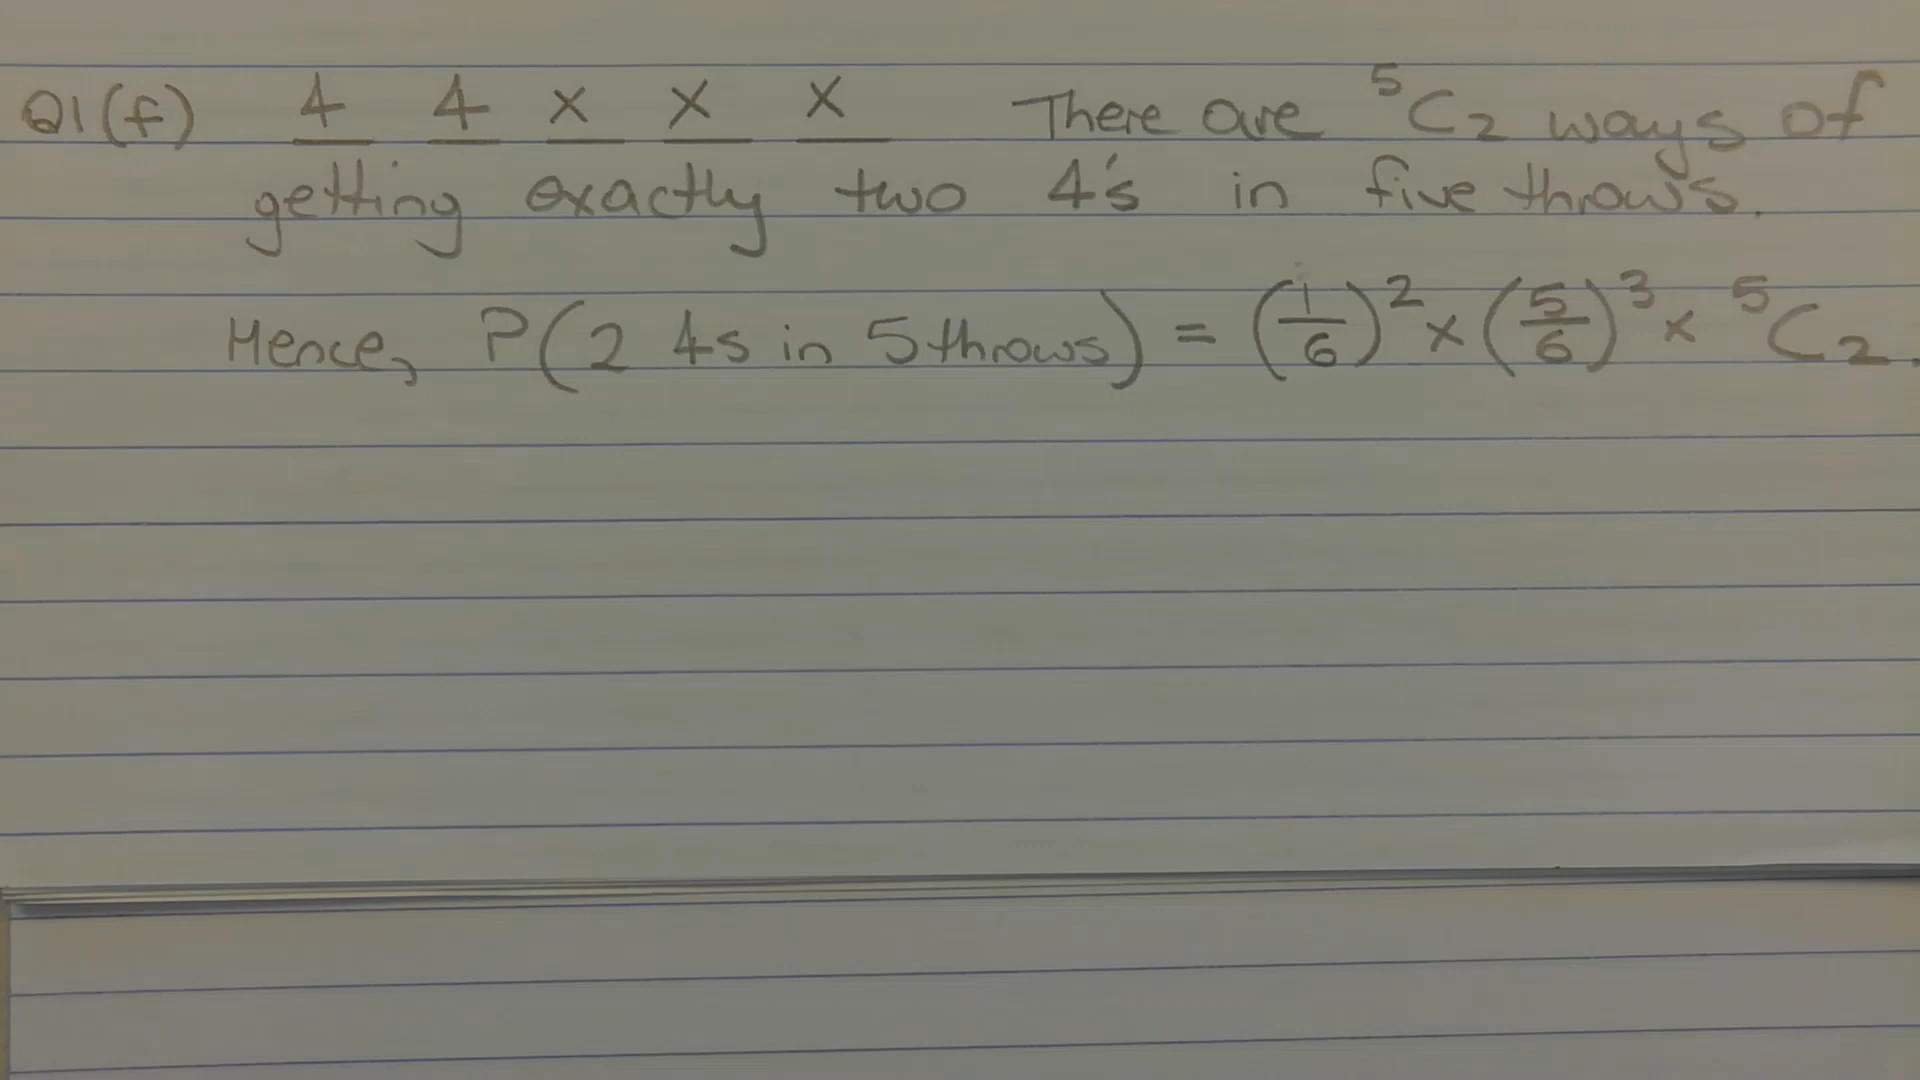 Q1(f) 4 4 x x x There are ⁵C₂ ways of
getting exactly two 4's in five throws.
Hence, P(2 4s in 5 throws) = (1/6)² x (5/6)³ x ⁵C₂.